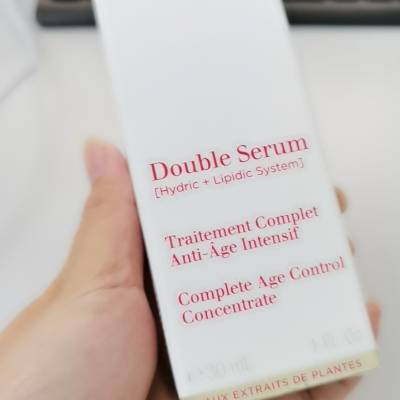 Double Serum
[Hydric + Lipidic System]
Traitement Complet
Anti-Âge Intensif
Complete Age Control
Concentrate
30 mL 1 Fl. Oz
AUX EXTRAITS DE PLANTES